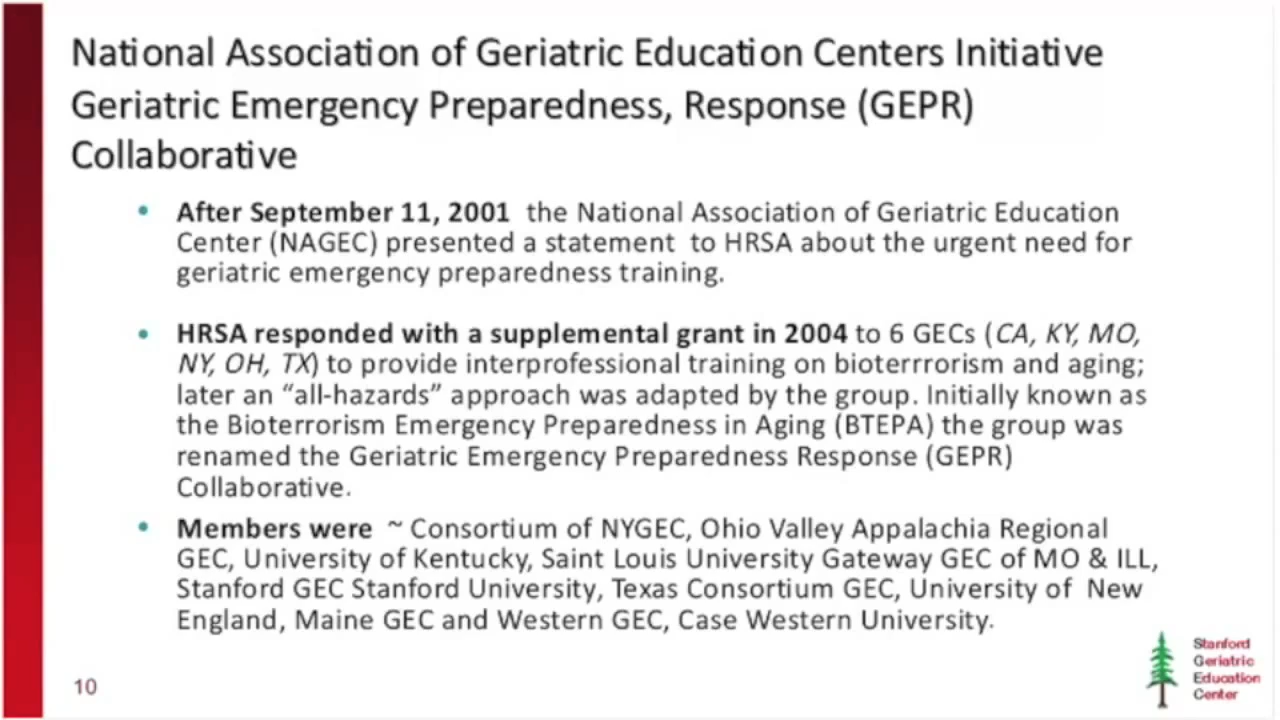 National Association of Geriatric Education Centers Initiative
Geriatric Emergency Preparedness, Response (GEPR)
Collaborative
• After September 11, 2001 the National Association of Geriatric Education
Center (NAGEC) presented a statement to HRSA about the urgent need for
geriatric emergency preparedness training.
• HRSA responded with a supplemental grant in 2004 to 6 GECs (CA, KY, MO,
NY, OH, TX) to provide interprofessional training on bioterrrorism and aging;
later an “all-hazards” approach was adapted by the group. Initially known as
the Bioterrorism Emergency Preparedness in Aging (BTEPA) the group was
renamed the Geriatric Emergency Preparedness Response (GEPR)
Collaborative.
• Members were ~ Consortium of NYGEC, Ohio Valley Appalachia Regional
GEC, University of Kentucky, Saint Louis University Gateway GEC of MO & ILL,
Stanford GEC Stanford University, Texas Consortium GEC, University of New
England, Maine GEC and Western GEC, Case Western University.
10
Stanford
Geriatric
Education
Center